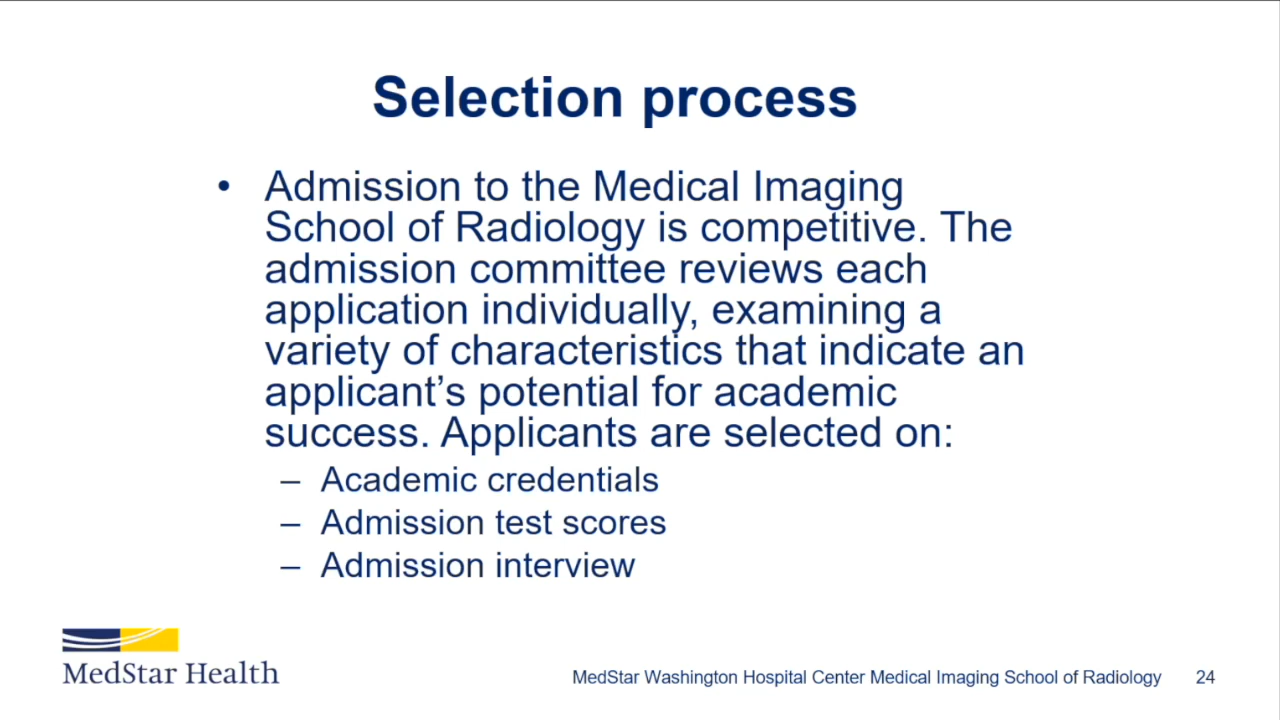 Selection process
• Admission to the Medical Imaging
School of Radiology is competitive. The
admission committee reviews each
application individually, examining a
variety of characteristics that indicate an
applicant’s potential for academic
success. Applicants are selected on:
– Academic credentials
– Admission test scores
– Admission interview
MedStar Health
MedStar Washington Hospital Center Medical Imaging School of Radiology 24